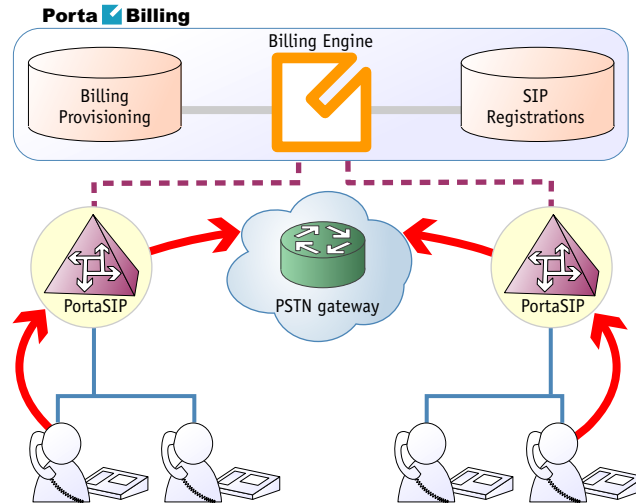 Porta Billing
Billing Engine
Billing
Provisioning
SIP
Registrations
PortaSIP
PSTN gateway
PortaSIP